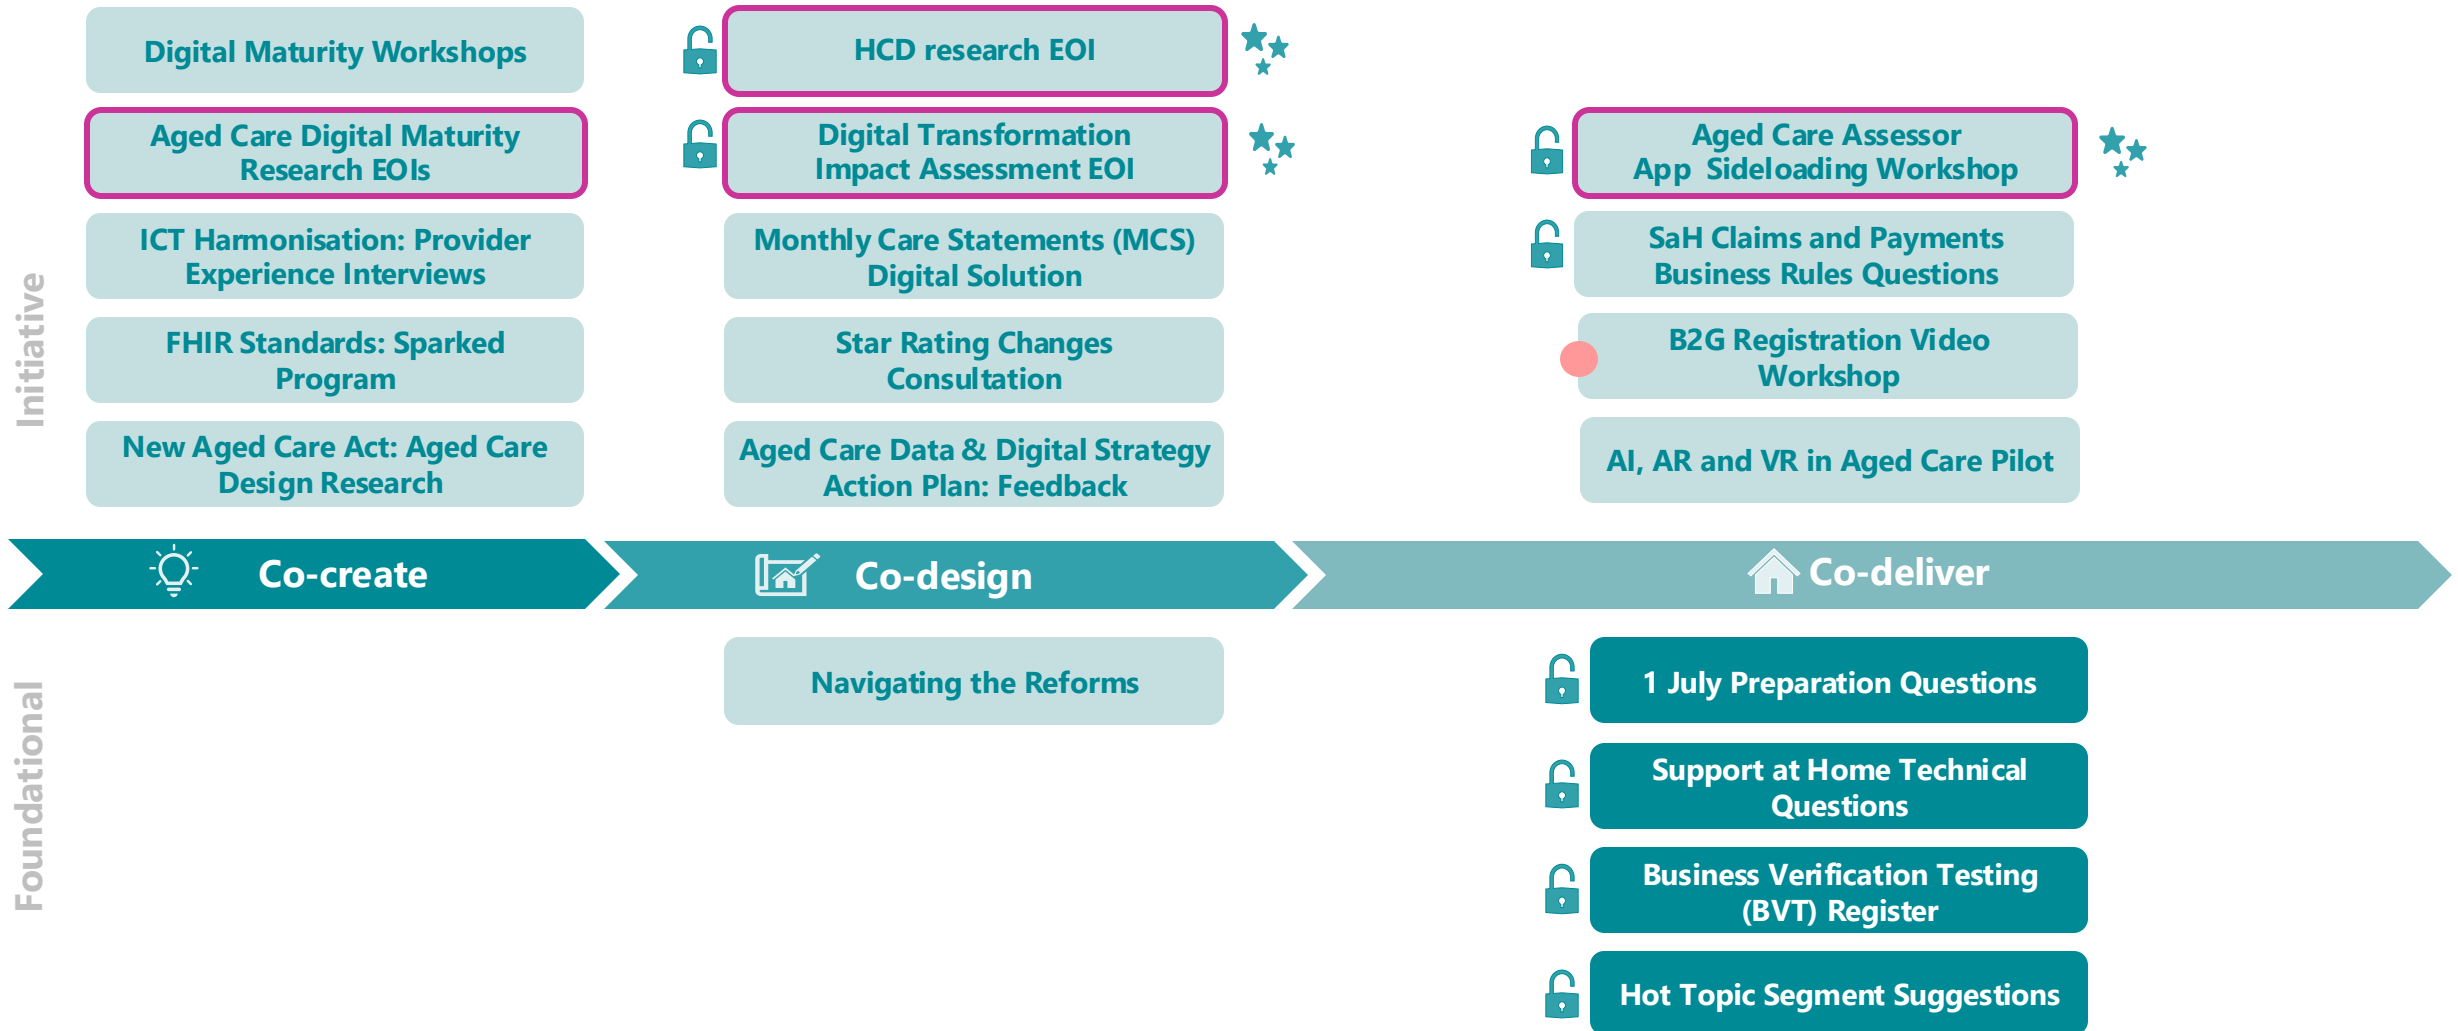 Initiative
Digital Maturity Workshops
Aged Care Digital Maturity
Research EOIs
ICT Harmonisation: Provider
Experience Interviews
FHIR Standards: Sparked
Program
New Aged Care Act: Aged Care
Design Research
HCD research EOI
Digital Transformation
Impact Assessment EOI
Monthly Care Statements (MCS)
Digital Solution
Star Rating Changes
Consultation
Aged Care Data & Digital Strategy
Action Plan: Feedback
Aged Care Assessor
App Sideloading Workshop
SaH Claims and Payments
Business Rules Questions
B2G Registration Video
Workshop
AI, AR and VR in Aged Care Pilot
Co-create
Co-design
Co-deliver
Foundational
Navigating the Reforms
1 July Preparation Questions
Support at Home Technical
Questions
Business Verification Testing
(BVT) Register
Hot Topic Segment Suggestions